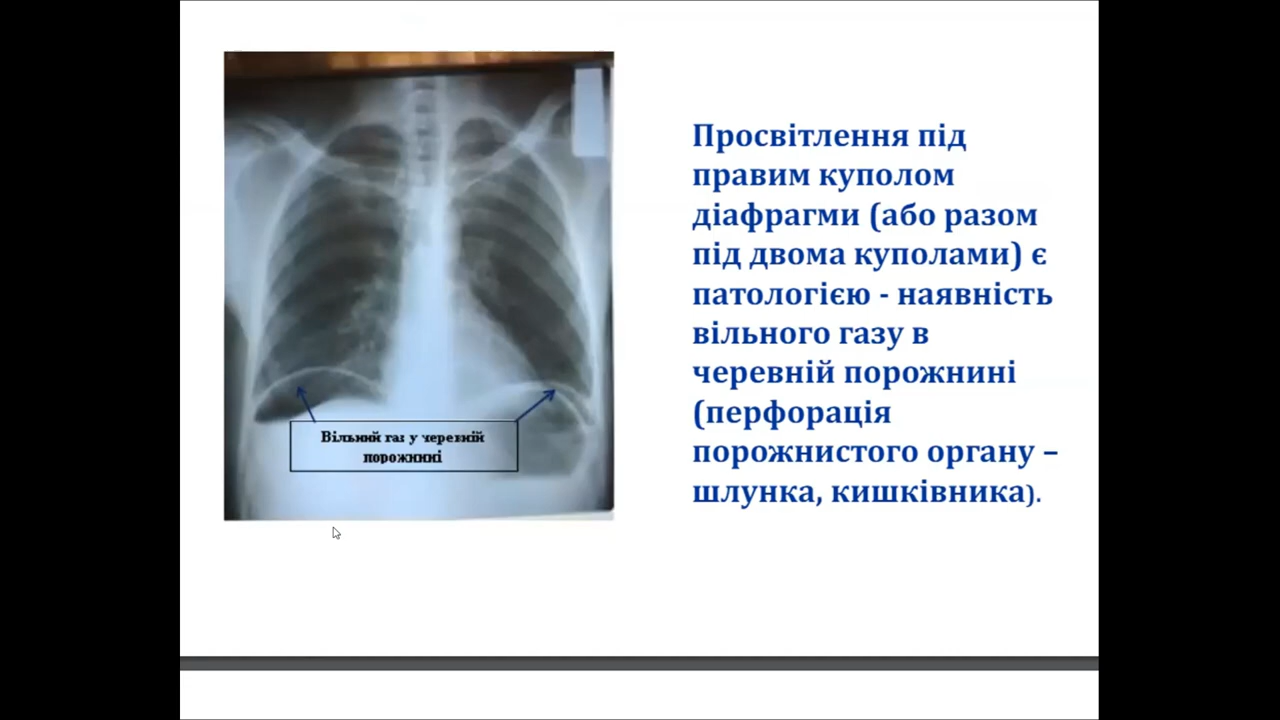 Просвітлення під
правим куполом
діафрагми (або разом
під двома куполами) є
патологією - наявність
вільного газу в
черевній порожнині
(перфорація
порожнистого органу –
шлунка, кишківника).
Вільний газ у черевній
порожнині